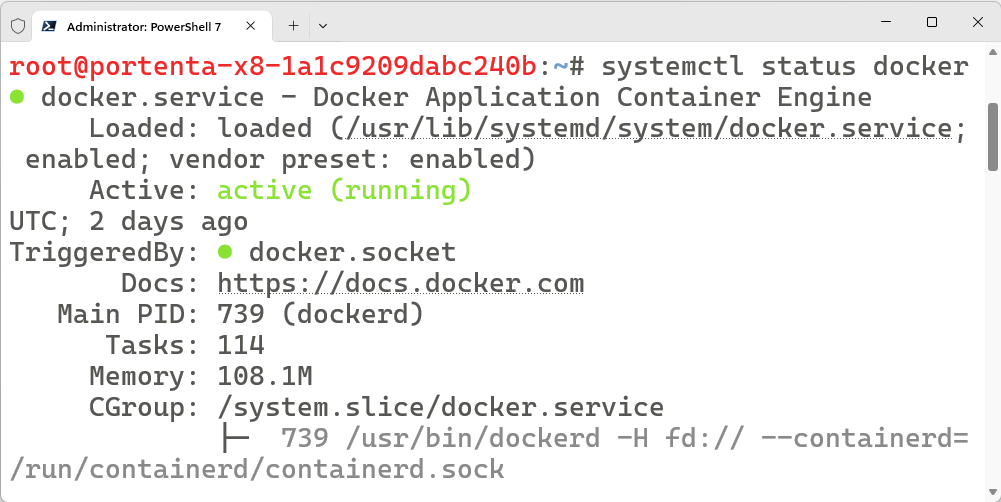 Administrator: PowerShell 7
root@portenta-x8-1a1c9209dabc240b:~# systemctl status docker
● docker.service - Docker Application Container Engine
Loaded: loaded (/usr/lib/systemd/system/docker.service;
enabled; vendor preset: enabled)
Active: active (running)
UTC; 2 days ago
TriggeredBy: ● docker.socket
Docs: https://docs.docker.com
Main PID: 739 (dockerd)
Tasks: 114
Memory: 108.1M
CGroup: /system.slice/docker.service
├─ 739 /usr/bin/dockerd -H fd:// --containerd=
/run/containerd/containerd.sock